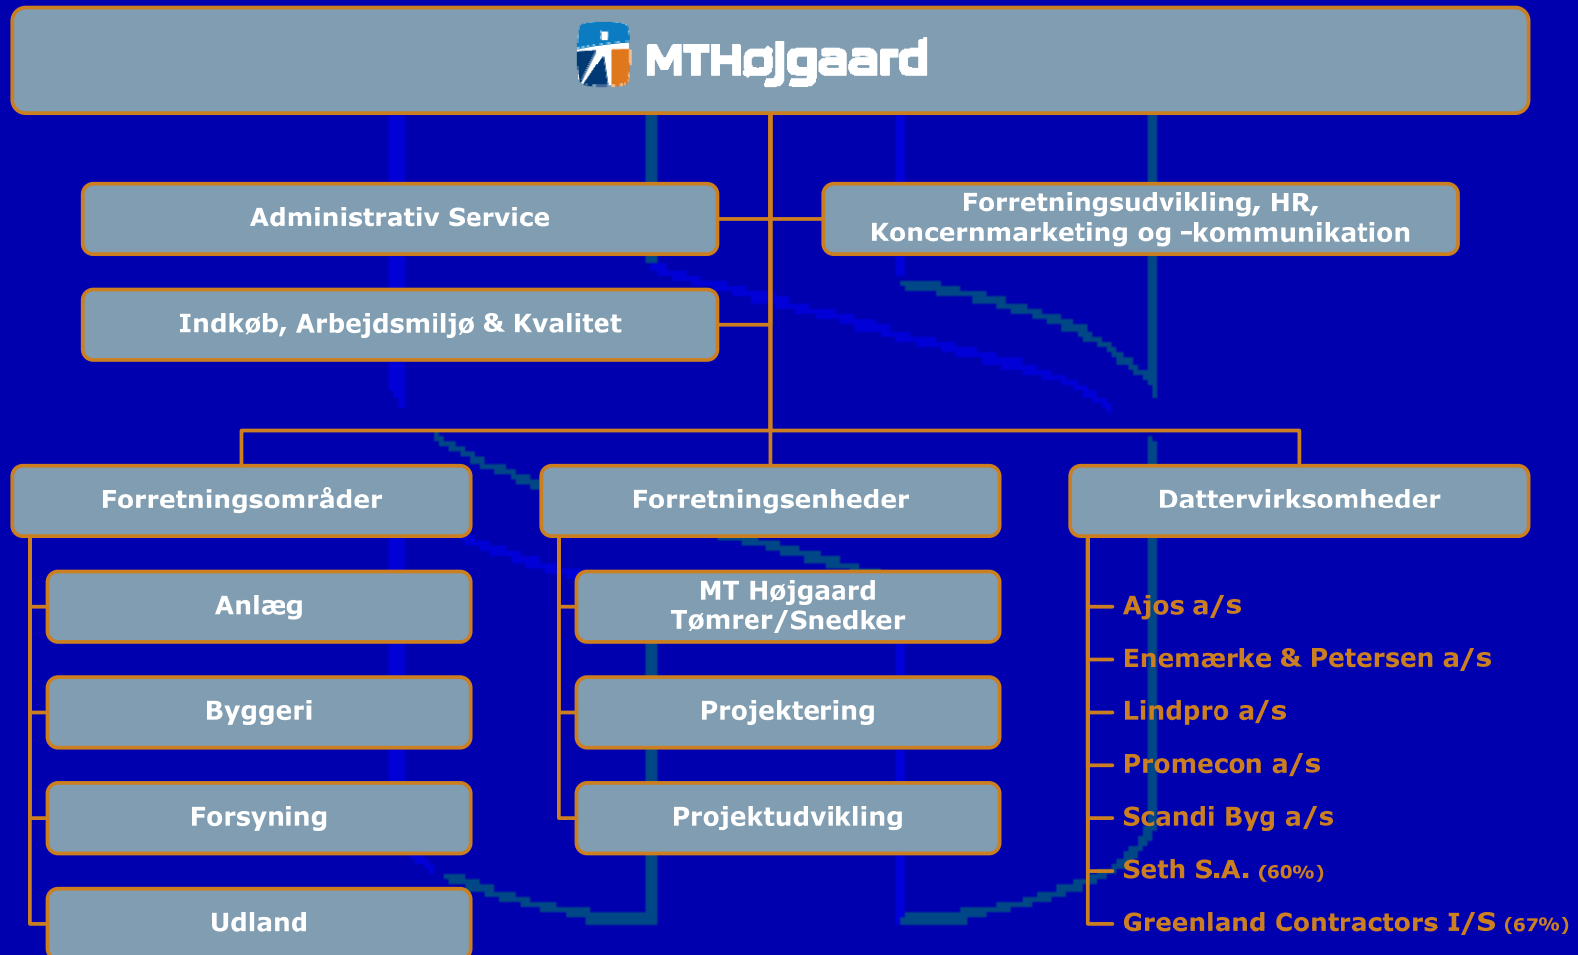 MTHøjgaard
Administrativ Service
Forretningsudvikling, HR,
Koncernmarketing og –kommunikation
Indkøb, Arbejdsmiljø & Kvalitet
Forretningsområder
Anlæg
Byggeri
Forsyning
Udland
Forretningsenheder
MT Højgaard
Tømrer/Snedker
Projektering
Projektudvikling
Dattervirksomheder
Ajos a/s
Enemærke & Petersen a/s
Lindpro a/s
Promecon a/s
Scandi Byg a/s
Seth S.A. (60%)
Greenland Contractors I/S (67%)